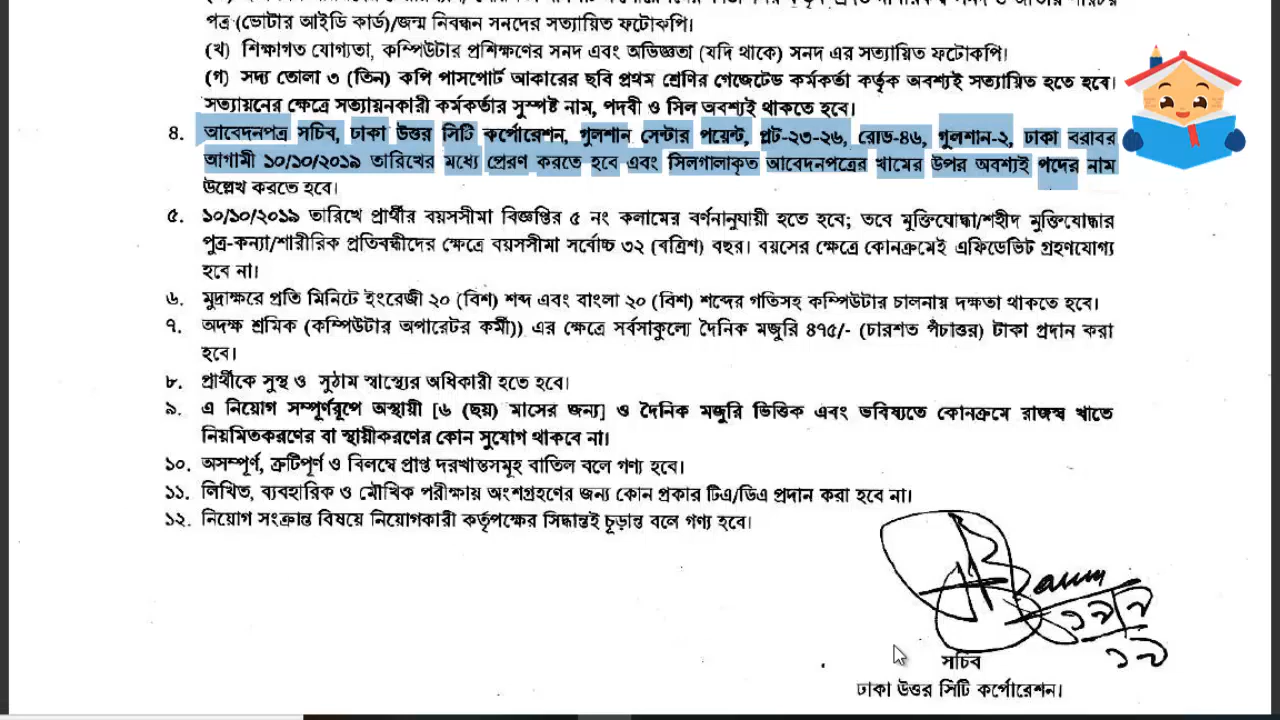 পত্র (ভোটার আইডি কার্ড)/জন্ম নিবন্ধন সনদের সত্যায়িত ফটোকপি।
(খ) শিক্ষাগত যোগ্যতা, কম্পিউটার প্রশিক্ষণের সনদ এবং অভিজ্ঞতা (যদি থাকে) সনদ এর সত্যায়িত ফটোকপি।
(গ) সদ্য তোলা ৩ (তিন) কপি পাসপোর্ট আকারের ছবি প্রথম শ্রেণির গেজেটেড কর্মকর্তা কর্তৃক অবশ্যই সত্যায়িত হতে হবে।
সত্যায়নের ক্ষেত্রে সত্যায়নকারী কর্মকর্তার সুস্পষ্ট নাম, পদবী ও সিল অবশ্যই থাকতে হবে।
৪. আবেদনপত্র সচিব, ঢাকা উত্তর সিটি কর্পোরেশন, গুলশান সেন্টার পয়েন্ট, প্লট-২৩-২৬, রোড-৪৬, গুলশান-২, ঢাকা বরাবর
আগামী ১০/১০/২০১৯ তারিখের মধ্যে প্রেরণ করতে হবে এবং সিলগালাকৃত আবেদনপত্রের খামের উপর অবশ্যই পদের নাম
উল্লেখ করতে হবে।
৫. ১০/১০/২০১৯ তারিখে প্রার্থীর বয়সসীমা বিজ্ঞপ্তির ৫ নং কলামের বর্ণনানুযায়ী হতে হবে; তবে মুক্তিযোদ্ধা/শহীদ মুক্তিযোদ্ধার
পুত্র-কন্যা/শারীরিক প্রতিবন্ধীদের ক্ষেত্রে বয়সসীমা সর্বোচ্চ ৩২ (বত্রিশ) বছর। বয়সের ক্ষেত্রে কোনক্রমেই এফিডেভিট গ্রহণযোগ্য
হবে না।
৬. মুদ্রাক্ষরে প্রতি মিনিটে ইংরেজী ২০ (বিশ) শব্দ এবং বাংলা ২০ (বিশ) শব্দের গতিসহ কম্পিউটার চালনায় দক্ষতা থাকতে হবে।
৭. অদক্ষ শ্রমিক (কম্পিউটার অপারেটর কর্মী)) এর ক্ষেত্রে সর্বসাকুল্যে দৈনিক মজুরি ৪৭৫/- (চারশত পঁচাত্তর) টাকা প্রদান করা
হবে।
৮. প্রার্থীকে সুস্থ ও সুঠাম স্বাস্থ্যের অধিকারী হতে হবে।
৯. এ নিয়োগ সম্পূর্ণরূপে অস্থায়ী [৬ (ছয়) মাসের জন্য] ও দৈনিক মজুরি ভিত্তিক এবং ভবিষ্যতে কোনক্রমে রাজস্ব খাতে
নিয়মিতকরণের বা স্থায়ীকরণের কোন সুযোগ থাকবে না।
১০. অসম্পূর্ণ, ত্রুটিপূর্ণ ও বিলম্বে প্রাপ্ত দরখাস্তসমূহ বাতিল বলে গণ্য হবে।
১১. লিখিত, ব্যবহারিক ও মৌখিক পরীক্ষায় অংশগ্রহণের জন্য কোন প্রকার টিএ/ডিএ প্রদান করা হবে না।
১২. নিয়োগ সংক্রান্ত বিষয়ে নিয়োগকারী কর্তৃপক্ষের সিদ্ধান্তই চূড়ান্ত বলে গণ্য হবে।
সচিব
ঢাকা উত্তর সিটি কর্পোরেশন।